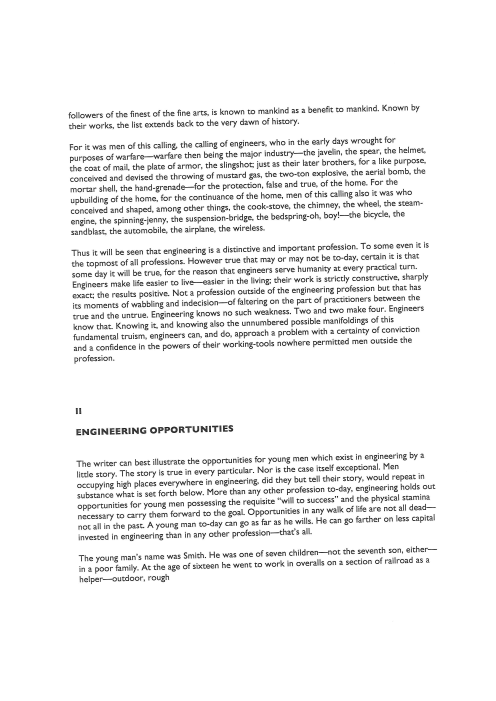 followers of the finest of the fine arts, is known to mankind as a benefit to mankind. Known by
their works, the list extends back to the very dawn of history.
For it was men of this calling, the calling of engineers, who in the early days wrought for
purposes of warfare—warfare then being the major industry—the javelin, the spear, the helmet,
the coat of mail, the plate of armor, the slingshot; just as their later brothers, for a like purpose,
conceived and devised the throwing of mustard gas, the two-ton explosive, the aerial bomb, the
mortar shell, the hand-grenade—for the protection, false and true, of the home. For the
upbuilding of the home, for the continuance of the home, men of this calling also it was who
conceived and shaped, among other things, the cook-stove, the chimney, the wheel, the steam-
engine, the spinning-jenny, the suspension-bridge, the bedspring-oh, boy!—the bicycle, the
sandblast, the automobile, the airplane, the wireless.
Thus it will be seen that engineering is a distinctive and important profession. To some even it is
the topmost of all professions. However true that may or may not be to-day, certain it is that
some day it will be true, for the reason that engineers serve humanity at every practical turn.
Engineers make life easier to live—easier in the living; their work is strictly constructive, sharply
exact; the results positive. Not a profession outside of the engineering profession but that has
its moments of wabbling and indecision—of faltering on the part of practitioners between the
true and the untrue. Engineering knows no such weakness. Two and two make four. Engineers
know that. Knowing it, and knowing also the unnumbered possible manifoldings of this
fundamental truism, engineers can, and do, approach a problem with a certainty of conviction
and a confidence in the powers of their working-tools nowhere permitted men outside the
profession.
II
ENGINEERING OPPORTUNITIES
The writer can best illustrate the opportunities for young men which exist in engineering by a
little story. The story is true in every particular. Nor is the case itself exceptional. Men
occupying high places everywhere in engineering, did they but tell their story, would repeat in
substance what is set forth below. More than any other profession to-day, engineering holds out
opportunities for young men possessing the requisite "will to success" and the physical stamina
necessary to carry them forward to the goal. Opportunities in any walk of life are not all dead—
not all in the past. A young man to-day can go as far as he wills. He can go farther on less capital
invested in engineering than in any other profession—that's all.
The young man's name was Smith. He was one of seven children—not the seventh son, either—
in a poor family. At the age of sixteen he went to work in overalls on a section of railroad as a
helper—outdoor, rough